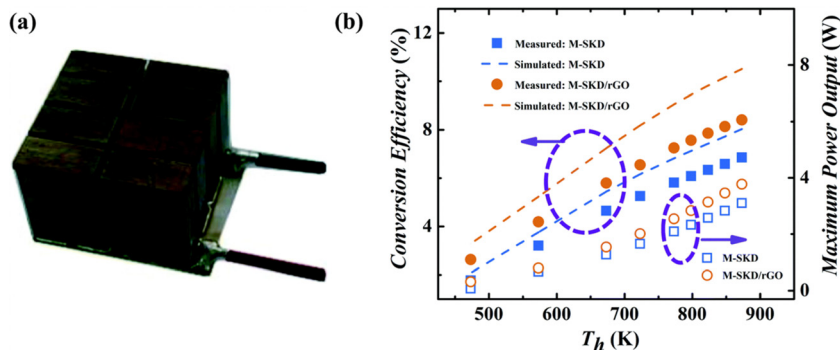 (a)
(b)
Conversion Efficiency (%)
12
8
4
Measured: M-SKD
Simulated: M-SKD
Measured: M-SKD/rGO
Simulated: M-SKD/rGO
M-SKD
M-SKD/rGO
8
4
0
Maximum Power Output (W)
500 600 700 800 900
T_h (K)